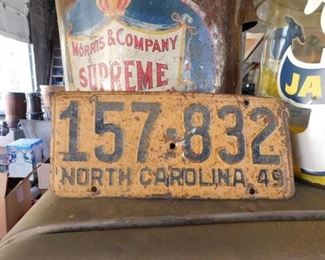 MORRIS & COMPANY
SUPREME
JA
157-832
NORTH CAROLINA 49